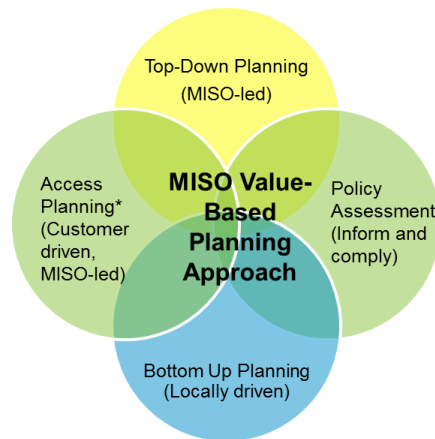 Top-Down Planning
(MISO-led)
MISO Value-
Based
Planning
Approach
Access
Planning*
(Customer
driven,
MISO-led)
Policy
Assessment
(Inform and
comply)
Bottom Up Planning
(Locally driven)